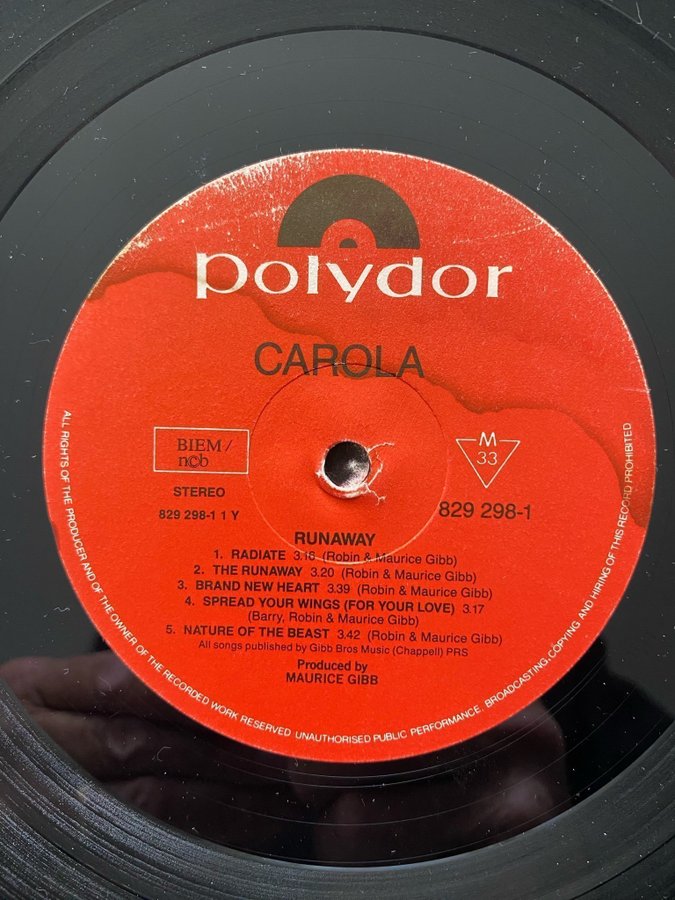 polydor
CAROLA
BIEM/
n©b
M
33
STEREO
829 298-1 1 Y
829 298-1
RUNAWAY
1. RADIATE 3.18 (Robin & Maurice Gibb)
2. THE RUNAWAY 3.20 (Robin & Maurice Gibb)
3. BRAND NEW HEART 3.39 (Robin & Maurice Gibb)
4. SPREAD YOUR WINGS (FOR YOUR LOVE) 3.17
(Barry, Robin & Maurice Gibb)
5. NATURE OF THE BEAST 3.42 (Robin & Maurice Gibb)
All songs published by Gibb Bros Music (Chappell) PRS
Produced by
MAURICE GIBB
ALL RIGHTS OF THE PRODUCER AND OF THE OWNER OF THE RECORDED WORK RESERVED UNAUTHORISED PUBLIC PERFORMANCE, BROADCASTING, COPYING AND HIRING OF THIS RECORD PROHIBITED